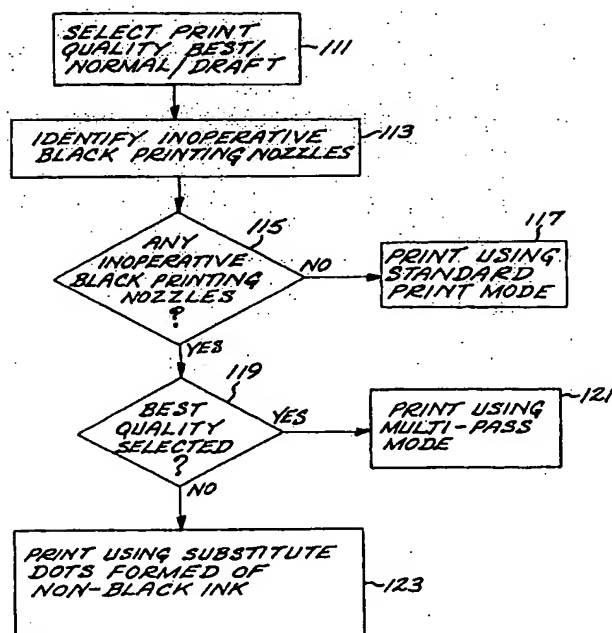 SELECT PRINT
QUALITY BEST/
NORMAL/DRAFT
111
IDENTIFY INOPERATIVE
BLACK PRINTING NOZZLES
113
115
ANY
INOPERATIVE
BLACK PRINTING
NOZZLES
?
NO
117
PRINT USING
STANDARD
PRINT MODE
YES
119
BEST
QUALITY
SELECTED
?
YES
121
PRINT USING
MULTI-PASS
MODE
NO
PRINT USING SUBSTITUTE
DOTS FORMED OF
NON-BLACK INK
123